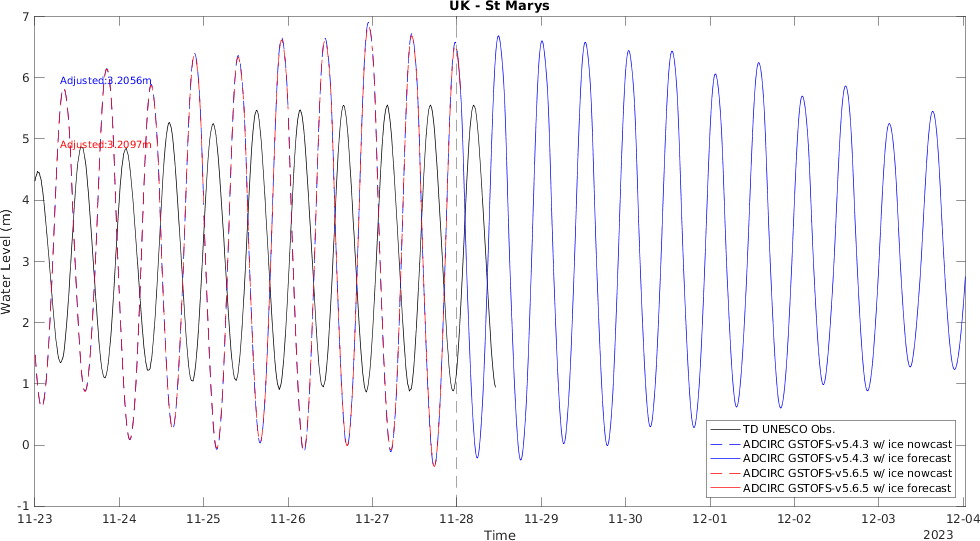 UK - St Marys
7
6
5
4
3
2
1
0
-1
Water Level (m)
Adjusted:3.2056m
Adjusted:3.2097m
TD UNESCO Obs.
ADCIRC GSTOFS-v5.4.3 w/ ice nowcast
ADCIRC GSTOFS-v5.4.3 w/ ice forecast
ADCIRC GSTOFS-v5.6.5 w/ ice nowcast
ADCIRC GSTOFS-v5.6.5 w/ ice forecast
11-23 11-24 11-25 11-26 11-27 11-28 11-29 11-30 12-01 12-02 12-03 12-04
Time
2023